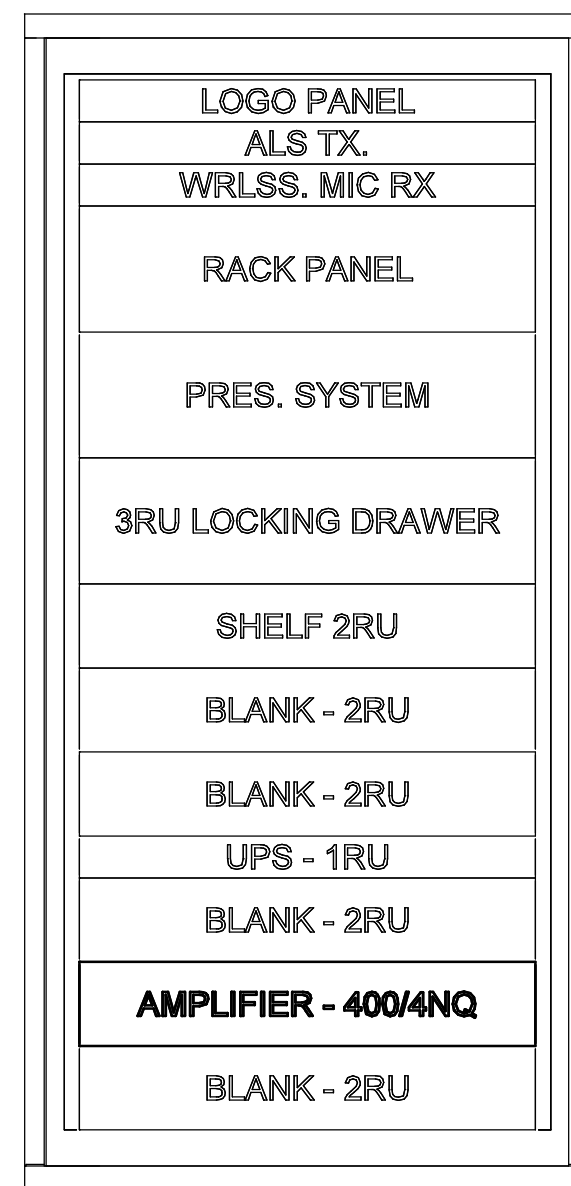 LOGO PANEL
ALS TX.
WRLSS. MIC RX
RACK PANEL
PRES. SYSTEM
3RU LOCKING DRAWER
SHELF 2RU
BLANK - 2RU
BLANK - 2RU
UPS - 1RU
BLANK - 2RU
AMPLIFIER - 400/4NQ
BLANK - 2RU